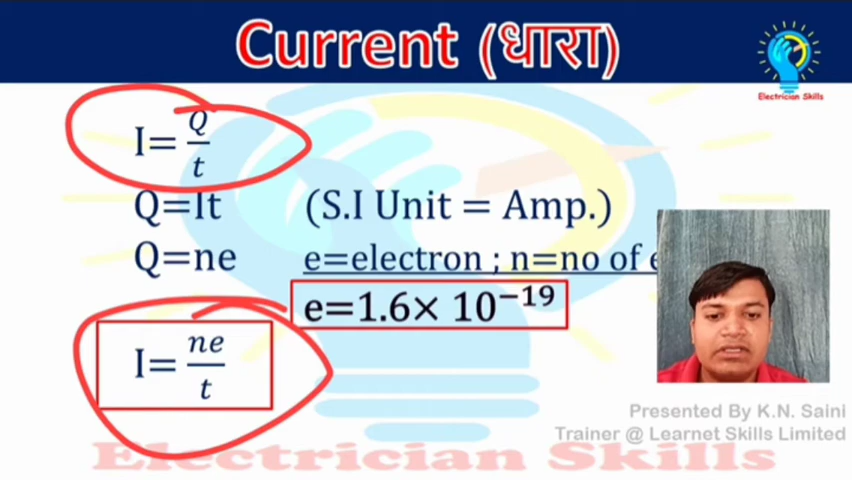 Current (धारा)
Electrician Skills
I=Q/t
Q=It (S.I Unit = Amp.)
Q=ne e=electron ; n=no of e
e=1.6× 10⁻¹⁹
I=ne/t
Presented By K.N. Saini
Trainer @ Learnet Skills Limited
Electrician Skills